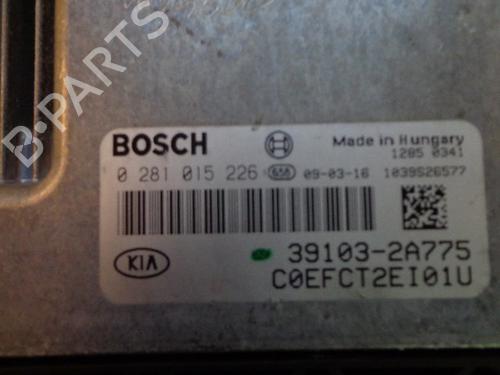 B-PARTS
BOSCH
Made in Hungary
1285 0341
0 281 015 226 09-03-16 1039S26577
39103-2A775
KIA
C0EFCT2EI01U